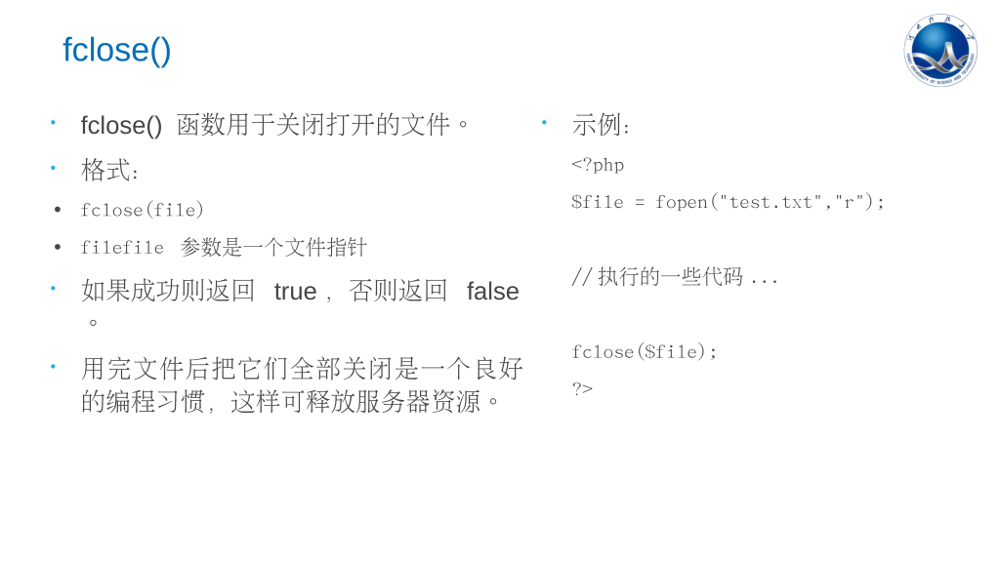 fclose()
fclose() 函数用于关闭打开的文件。
格式：
fclose(file)
filefile 参数是一个文件指针
如果成功则返回 true ，否则返回 false
。
用完文件后把它们全部关闭是一个良好
的编程习惯，这样可释放服务器资源。
示例：
<?php
$file = fopen("test.txt","r");
//执行的一些代码 ...
fclose($file);
?>